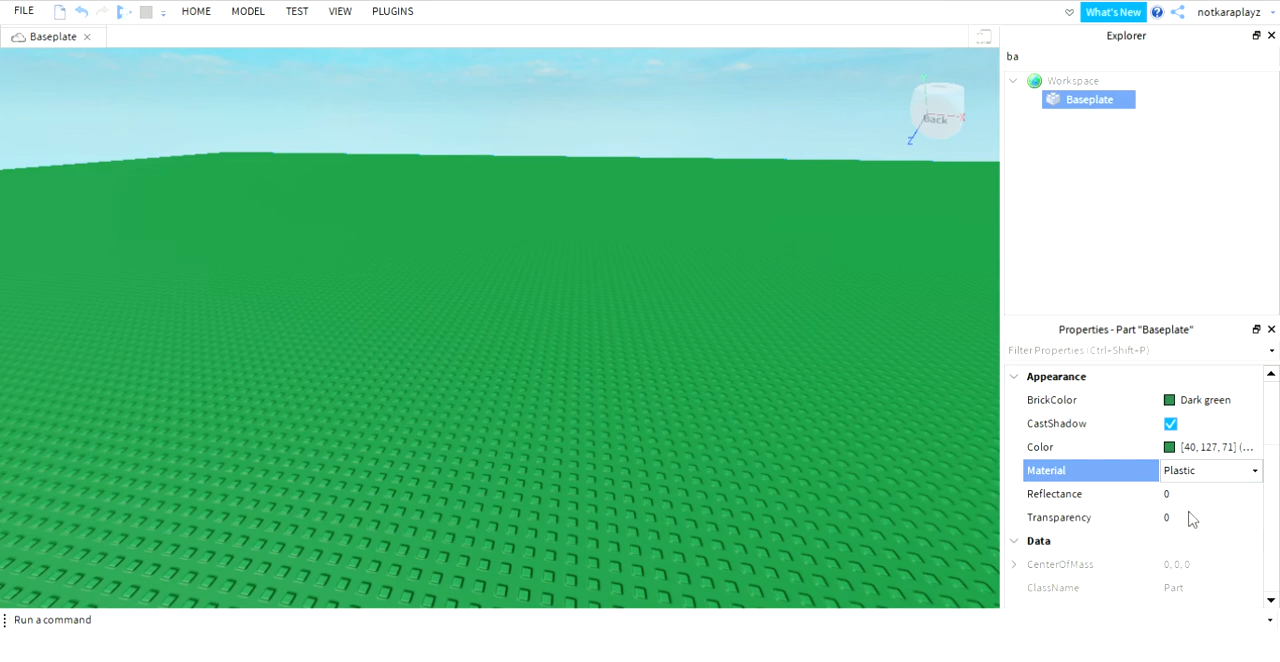 FILE HOME MODEL TEST VIEW PLUGINS What's New notkaraplayz
Baseplate
Explorer
ba
Workspace
Baseplate
Back
X
Z
Properties - Part "Baseplate"
Filter Properties (Ctrl+Shift+P)
Appearance
BrickColor Dark green
CastShadow
Color [40, 127, 71] (...
Material Plastic
Reflectance 0
Transparency 0
Data
CenterOfMass 0, 0, 0
ClassName Part
Run a command